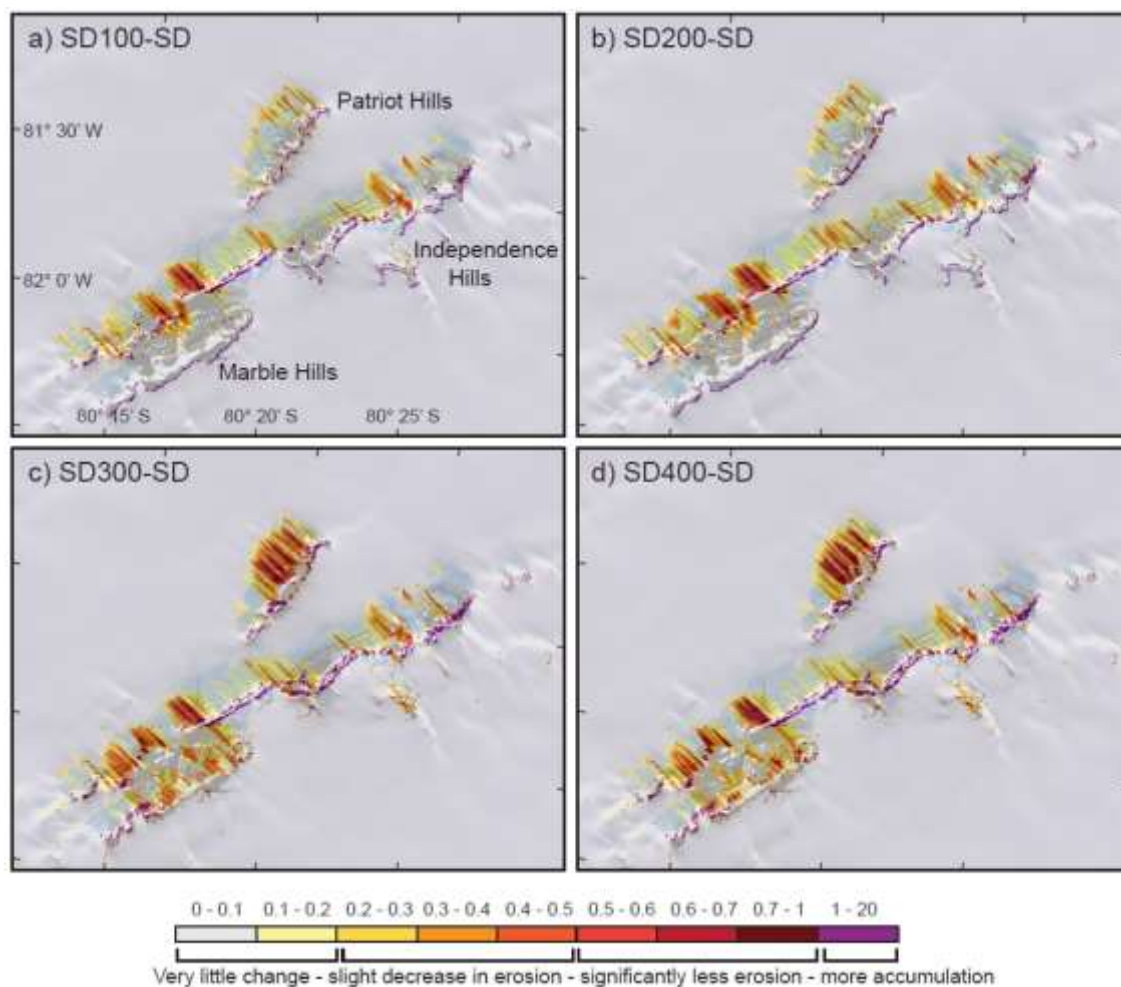 a) SD100-SD
Patriot Hills
81° 30' W
Independence
Hills
82° 0' W
Marble Hills
80° 15' S
80° 20' S
80° 25' S
b) SD200-SD
c) SD300-SD
d) SD400-SD
0 - 0.1 0.1 - 0.2 0.2 - 0.3 0.3 - 0.4 0.4 - 0.5 0.5 - 0.6 0.6 - 0.7 0.7 - 1 1 - 20
Very little change - slight decrease in erosion - significantly less erosion - more accumulation